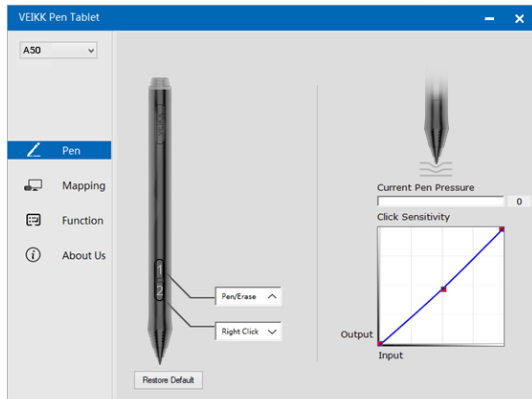 VEIKK Pen Tablet
A50
Pen
Mapping
Function
About Us
1
2
Pen/Erase
Right Click
Restore Default
Current Pen Pressure
0
Click Sensitivity
Output
Input